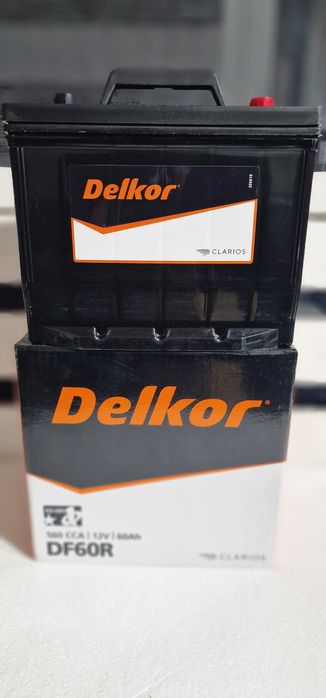 Delkor
CLARIOS
Delkor
560 CCA | 12V | 60Ah
DF60R
CLARIOS